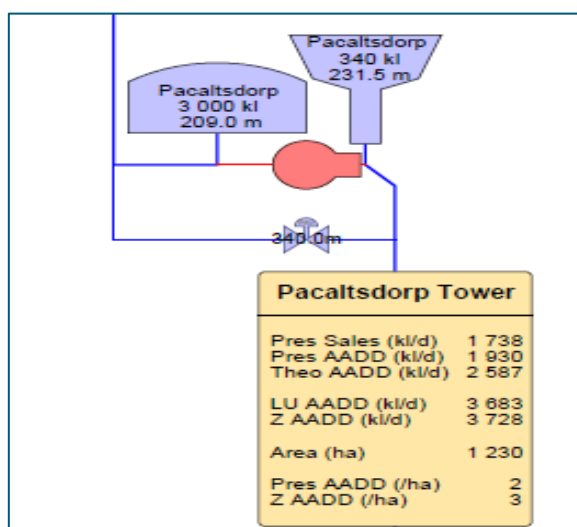 Pacaltsdorp
340 kl
231.5 m
Pacaltsdorp
3 000 kl
209.0 m
340.0m
Pacaltsdorp Tower
Pres Sales (kl/d) 1 738
Pres AADD (kl/d) 1 930
Theo AADD (kl/d) 2 587
LU AADD (kl/d) 3 683
Z AADD (kl/d) 3 728
Area (ha) 1 230
Pres AADD (/ha) 2
Z AADD (/ha) 3